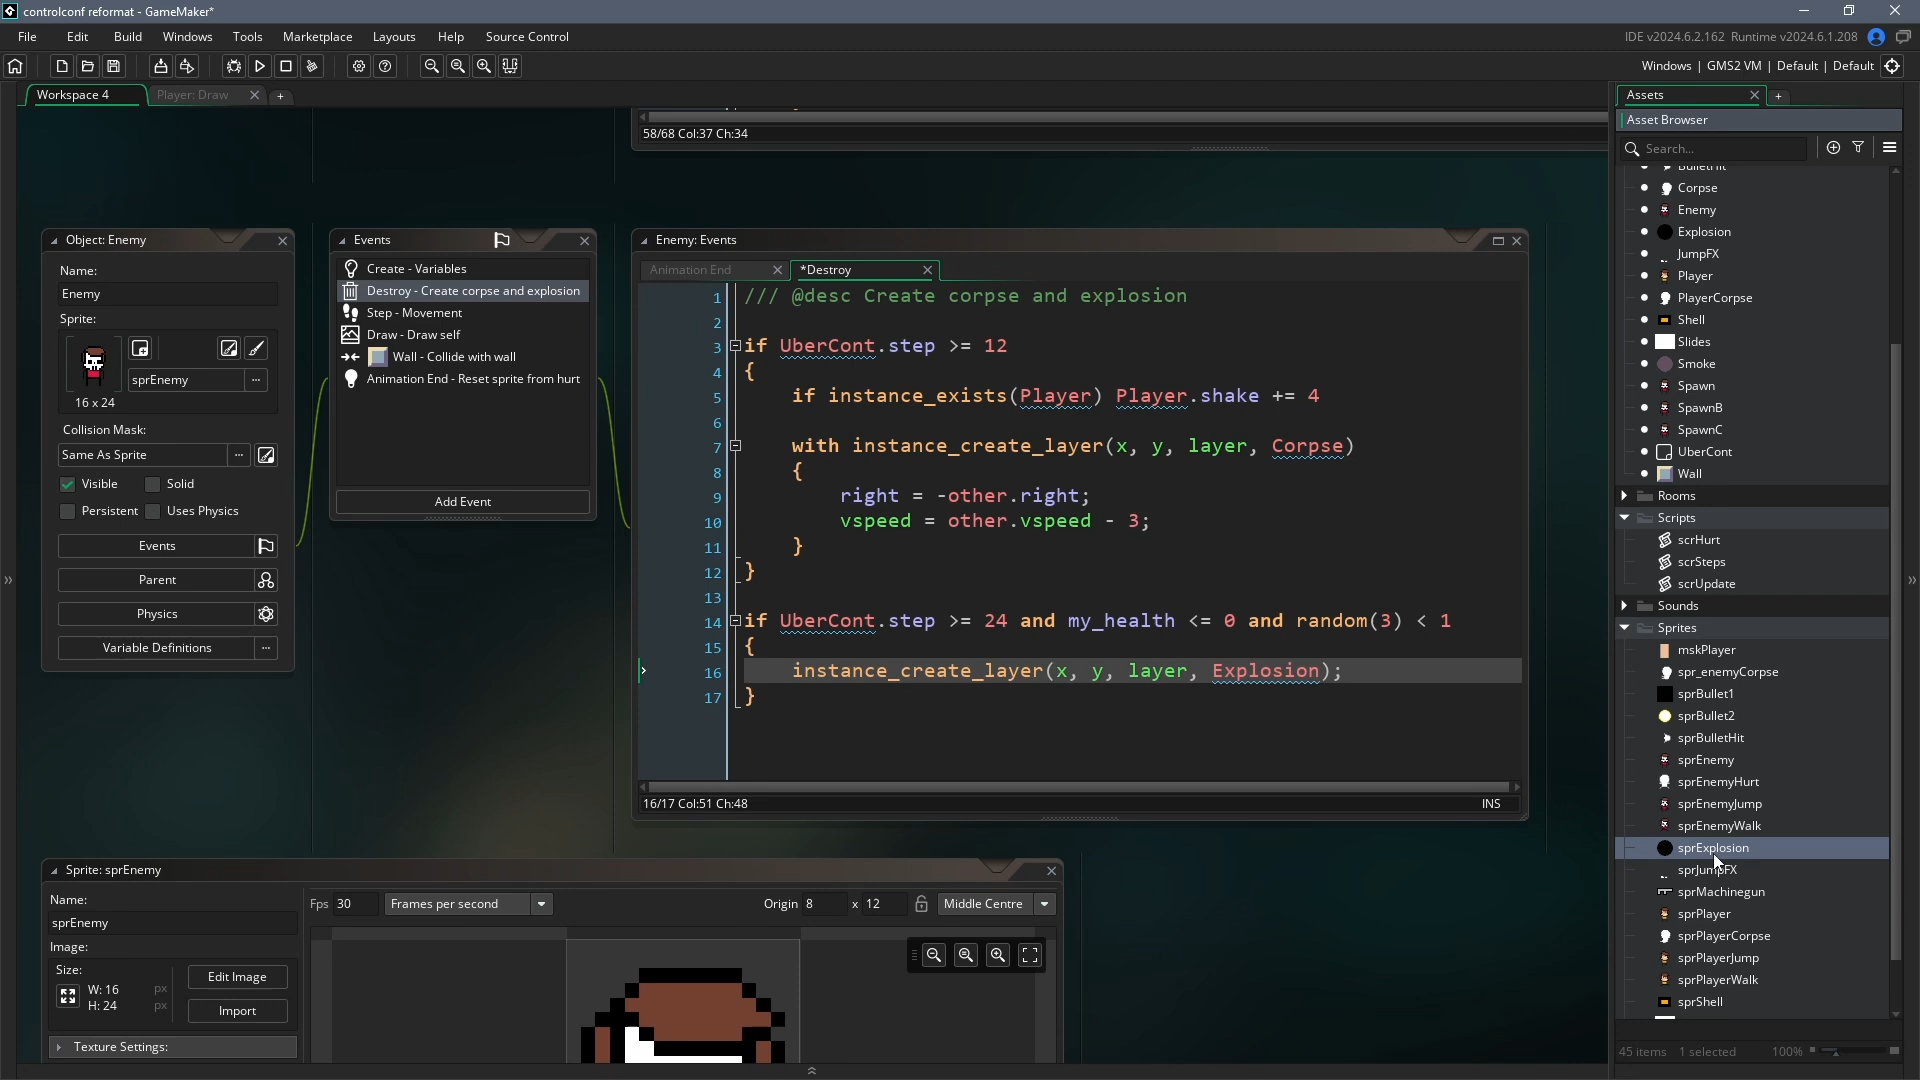 controlconf reformat - GameMaker*
File Edit Build Windows Tools Marketplace Layouts Help Source Control
IDE v2024.6.2.162 Runtime v2024.6.1.208
Windows | GMS2 VM | Default | Default
Workspace 4
Player: Draw
58/68 Col:37 Ch:34
Object: Enemy
Name:
Enemy
Sprite:
sprEnemy
16 x 24
Collision Mask:
Same As Sprite
Visible Solid
Persistent Uses Physics
Events
Parent
Physics
Variable Definitions
Events
Create - Variables
Destroy - Create corpse and explosion
Step - Movement
Draw - Draw self
Wall - Collide with wall
Animation End - Reset sprite from hurt
Add Event
Enemy: Events
Animation End
*Destroy
1 /// @desc Create corpse and explosion
2
3 if UberCont.step >= 12
4 {
5 if instance_exists(Player) Player.shake += 4
6
7 with instance_create_layer(x, y, layer, Corpse)
8 {
9 right = -other.right;
10 vspeed = other.vspeed - 3;
11 }
12 }
13
14 if UberCont.step >= 24 and my_health <= 0 and random(3) < 1
15 {
16 instance_create_layer(x, y, layer, Explosion);
17 }
16/17 Col:51 Ch:48 INS
Sprite: sprEnemy
Name:
sprEnemy
Image:
Size:
W: 16 px
H: 24 px
Edit Image
Import
Texture Settings:
Fps 30 Frames per second
Origin 8 x 12 Middle Centre
Assets
Asset Browser
Search...
BulletHit
Corpse
Enemy
Explosion
JumpFX
Player
PlayerCorpse
Shell
Slides
Smoke
Spawn
SpawnB
SpawnC
UberCont
Wall
Rooms
Scripts
scrHurt
scrSteps
scrUpdate
Sounds
Sprites
mskPlayer
spr_enemyCorpse
sprBullet1
sprBullet2
sprBulletHit
sprEnemy
sprEnemyHurt
sprEnemyJump
sprEnemyWalk
sprExplosion
sprJumpFX
sprMachinegun
sprPlayer
sprPlayerCorpse
sprPlayerJump
sprPlayerWalk
sprShell
45 items 1 selected 100%